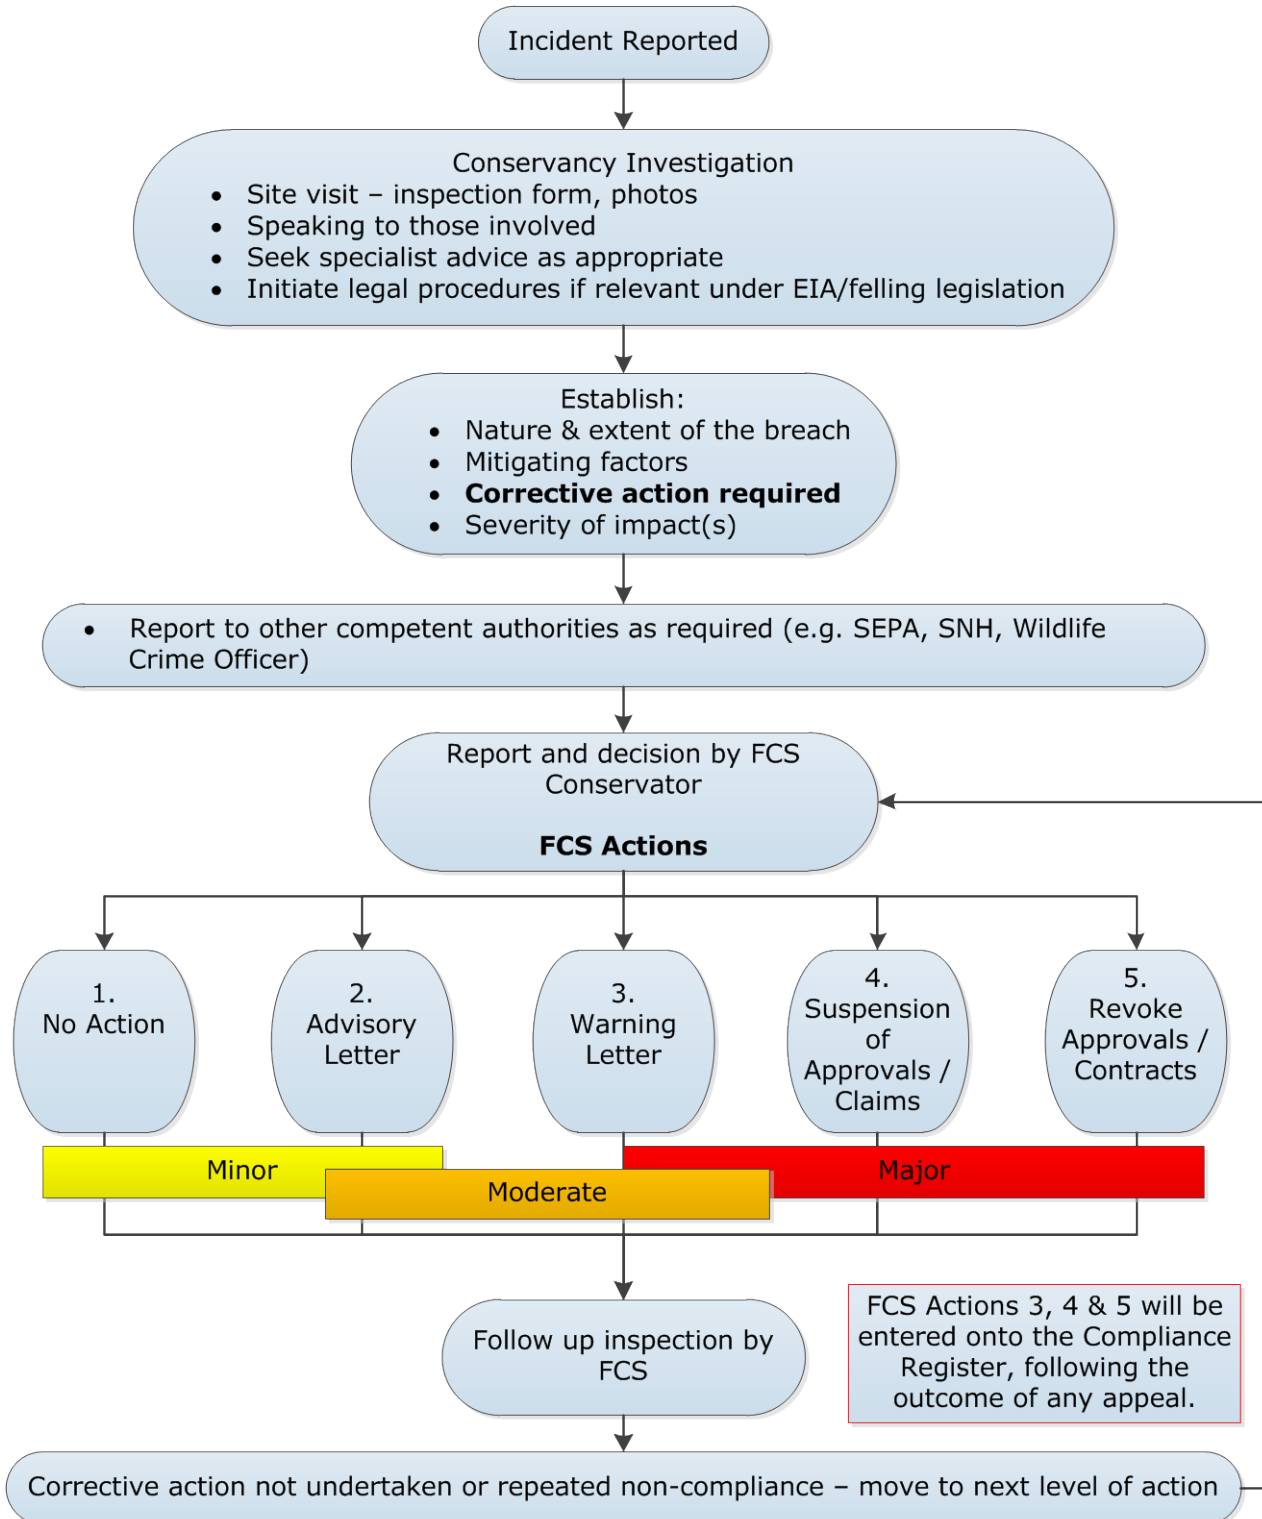 Incident Reported
Conservancy Investigation
• Site visit – inspection form, photos
• Speaking to those involved
• Seek specialist advice as appropriate
• Initiate legal procedures if relevant under EIA/felling legislation
Establish:
• Nature & extent of the breach
• Mitigating factors
• Corrective action required
• Severity of impact(s)
• Report to other competent authorities as required (e.g. SEPA, SNH, Wildlife
Crime Officer)
Report and decision by FCS
Conservator
FCS Actions
1.
No Action
2.
Advisory
Letter
3.
Warning
Letter
4.
Suspension
of
Approvals /
Claims
5.
Revoke
Approvals /
Contracts
Minor
Moderate
Major
Follow up inspection by
FCS
FCS Actions 3, 4 & 5 will be
entered onto the Compliance
Register, following the
outcome of any appeal.
Corrective action not undertaken or repeated non-compliance – move to next level of action